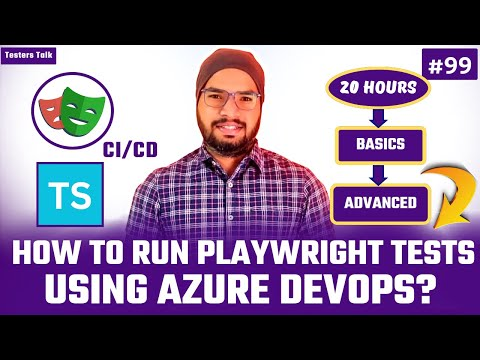 Testers Talk
#99
20 HOURS
CI/CD
BASICS
TS
ADVANCED
HOW TO RUN PLAYWRIGHT TESTS
USING AZURE DEVOPS?